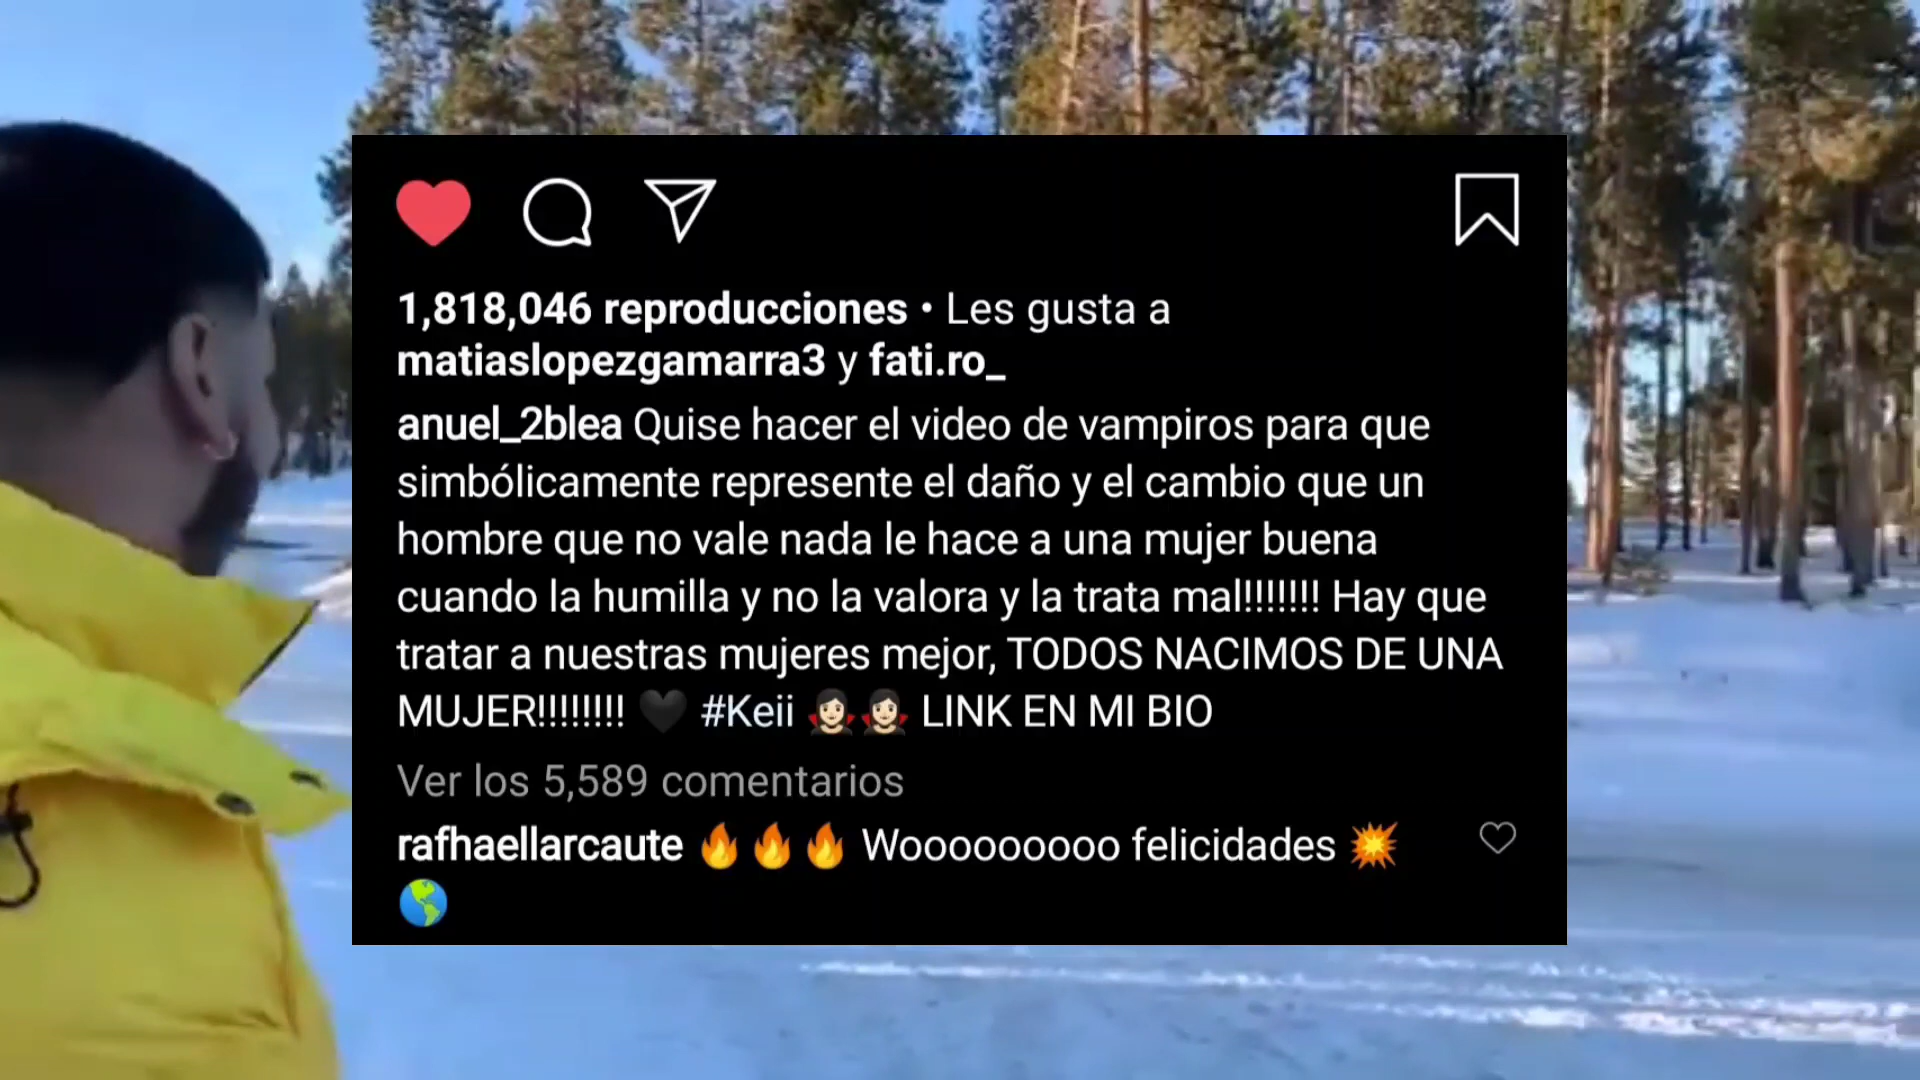 1,818,046 reproducciones • Les gusta a
matiaslopezgamarra3 y fati.ro_
anuel_2blea Quise hacer el video de vampiros para que
simbólicamente represente el daño y el cambio que un
hombre que no vale nada le hace a una mujer buena
cuando la humilla y no la valora y la trata mal!!!!!!! Hay que
tratar a nuestras mujeres mejor, TODOS NACIMOS DE UNA
MUJER!!!!!!!! 🖤 #Keii 🧛🏻‍♀️🧛🏻‍♀️ LINK EN MI BIO
Ver los 5,589 comentarios
rafhaellarcaute 🔥🔥🔥 Wooooooooo felicidades 💥
🌎